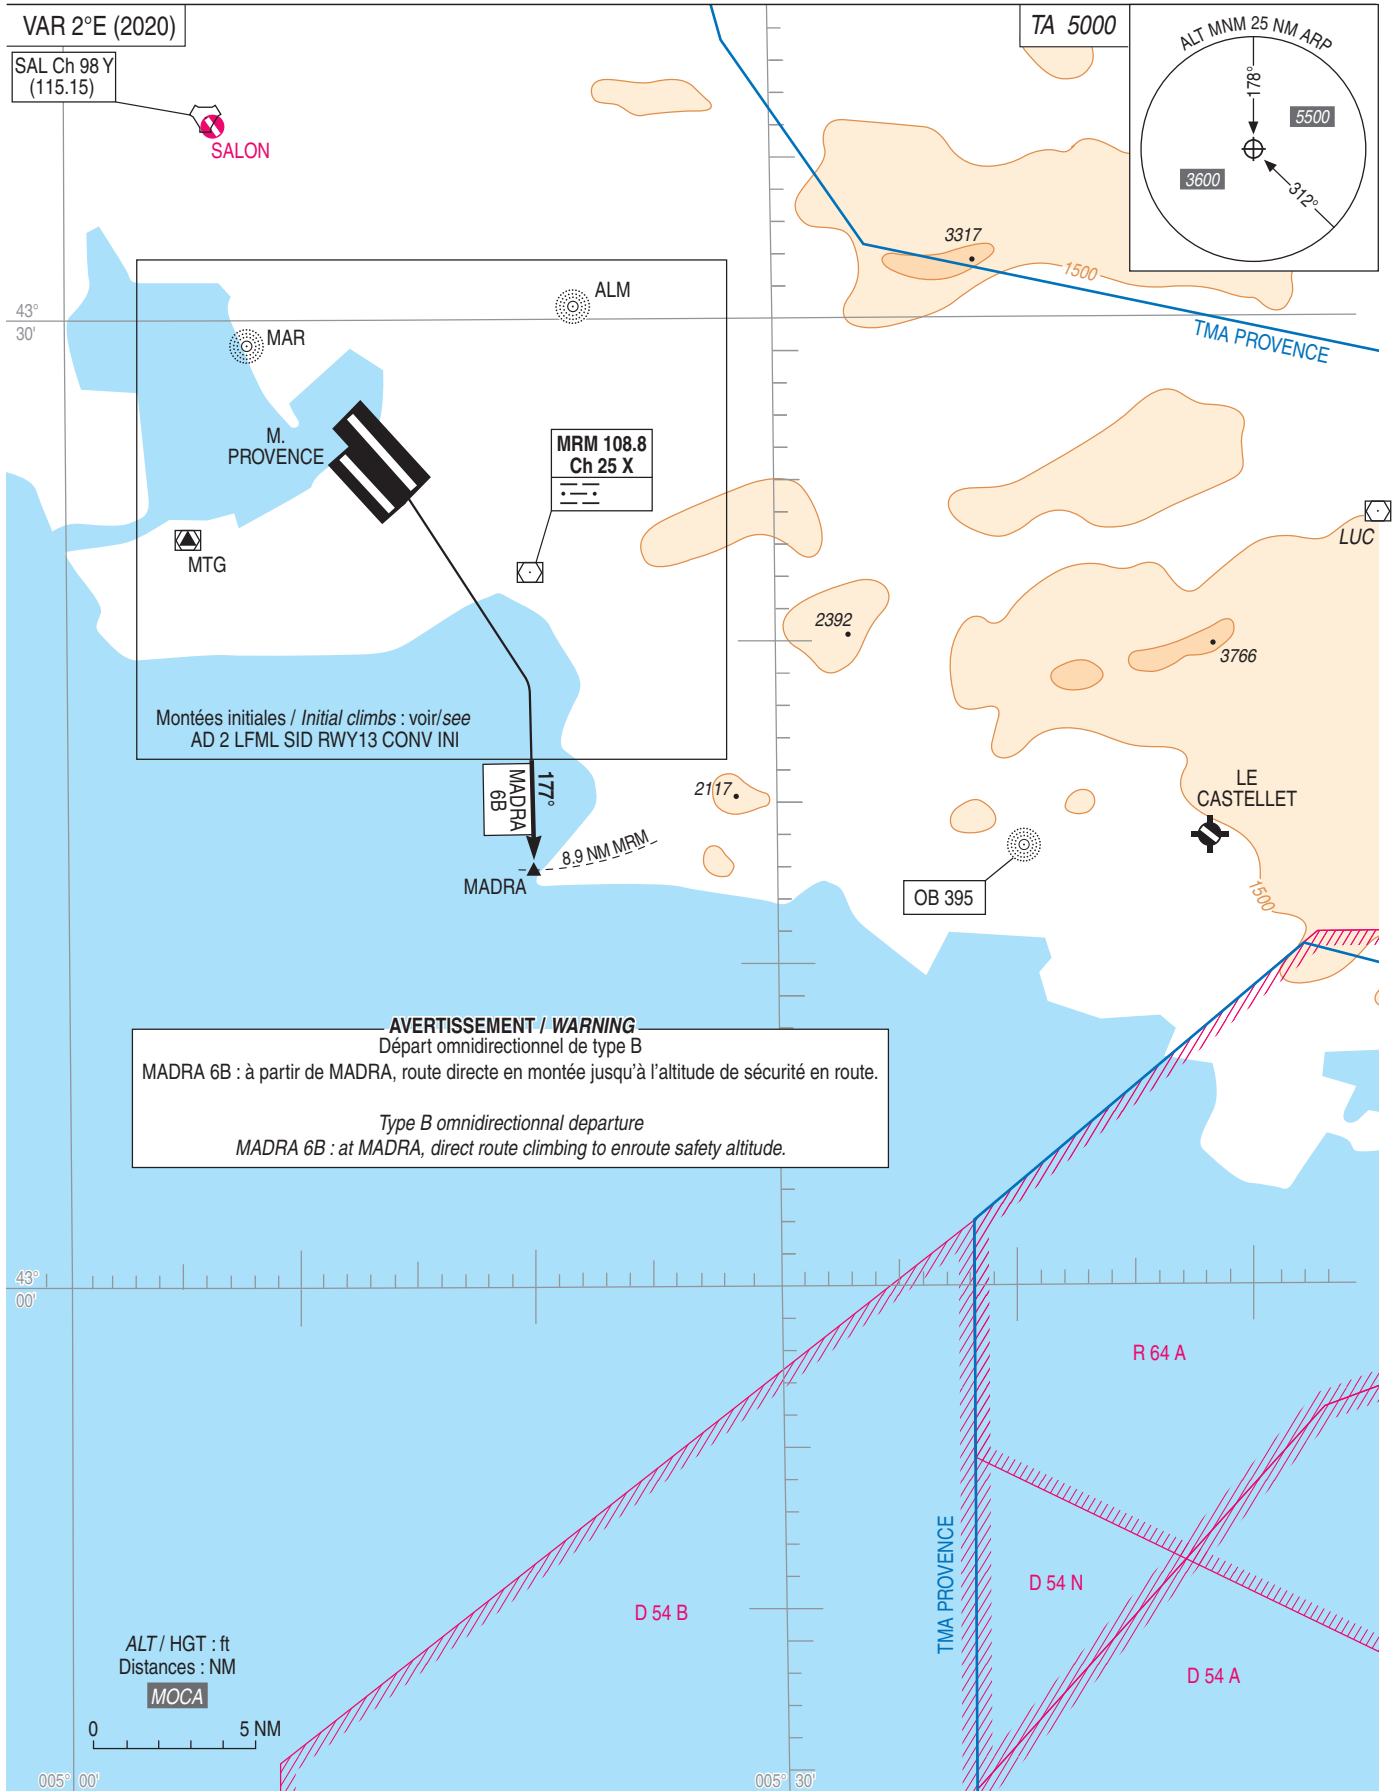 VAR 2°E (2020)
TA 5000
SAL Ch 98 Y
(115.15)
SALON
ALT MNM 25 NM ARP
178°
5500
3600
312°
3317
1500
TMA PROVENCE
43°
30'
ALM
MAR
M.
PROVENCE
MRM 108.8
Ch 25 X
MTG
LUC
2392
3766
Montées initiales / Initial climbs : voir/see
AD 2 LFML SID RWY13 CONV INI
177°
MADRA
6B
2117
LE
CASTELLET
8.9 NM MRM
MADRA
OB 395
1500
AVERTISSEMENT / WARNING
Départ omnidirectionnel de type B
MADRA 6B : à partir de MADRA, route directe en montée jusqu'à l'altitude de sécurité en route.
Type B omnidirectionnal departure
MADRA 6B : at MADRA, direct route climbing to enroute safety altitude.
43°
00'
R 64 A
TMA PROVENCE
D 54 N
D 54 B
D 54 A
ALT / HGT : ft
Distances : NM
MOCA
0 5 NM
005° 00'
005° 30'